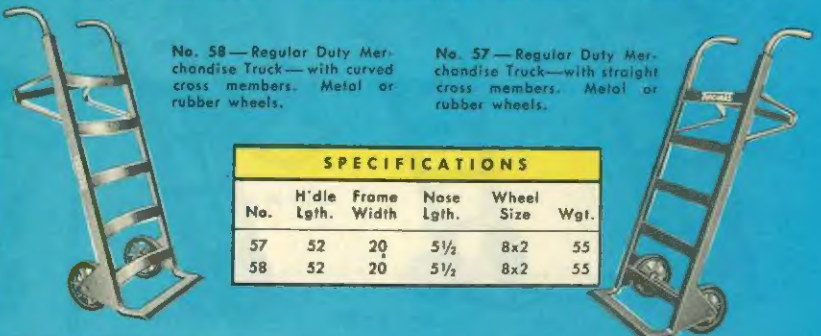 No. 58—Regular Duty Mer-
chandise Truck—with curved
cross members. Metal or
rubber wheels.
No. 57—Regular Duty Mer-
chandise Truck—with straight
cross members. Metal or
rubber wheels.
SPECIFICATIONS
No. H'dle Lgth. Frame Width Nose Lgth. Wheel Size Wgt.
57 52 20 5½ 8x2 55
58 52 20 5½ 8x2 55